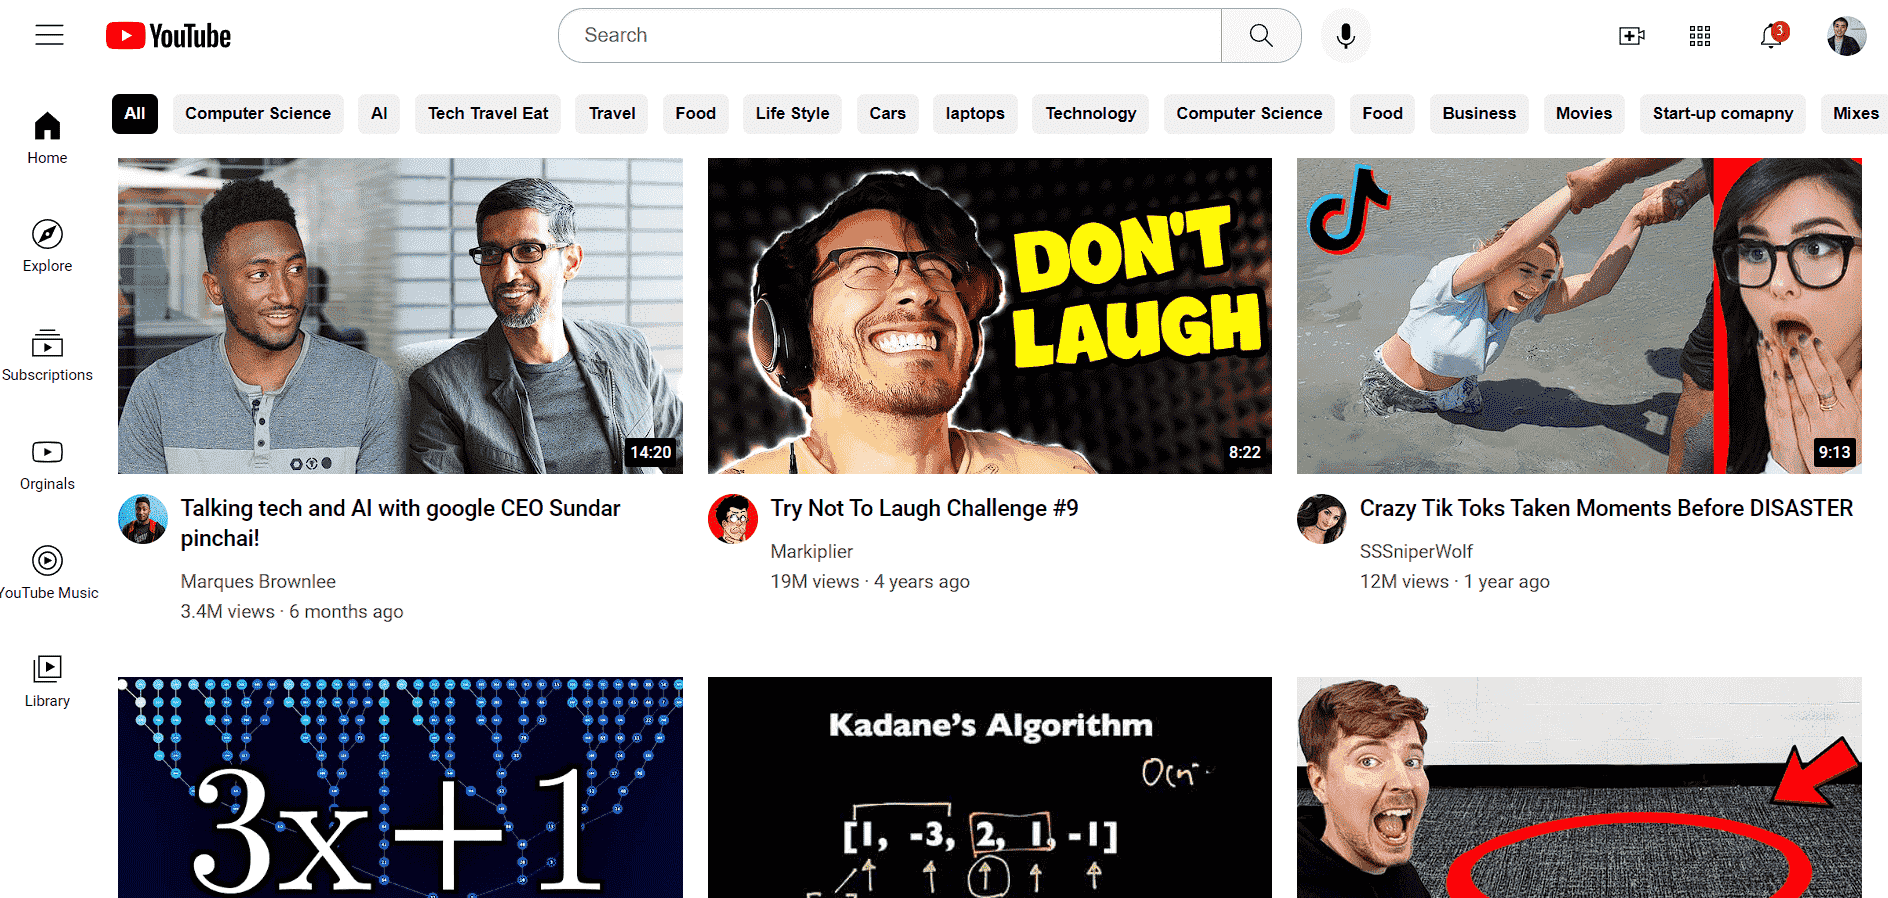 YouTube
Search
3
All
Computer Science
AI
Tech Travel Eat
Travel
Food
Life Style
Cars
laptops
Technology
Computer Science
Food
Business
Movies
Start-up comapny
Mixes
Home
Explore
Subscriptions
Orginals
YouTube Music
Library
14:20
DON'T
LAUGH
8:22
9:13
Talking tech and AI with google CEO Sundar
pinchai!
Marques Brownlee
3.4M views · 6 months ago
Try Not To Laugh Challenge #9
Markiplier
19M views · 4 years ago
Crazy Tik Toks Taken Moments Before DISASTER
SSSniperWolf
12M views · 1 year ago
3x+1
Kadane's Algorithm
[1, -3, 2, 1, -1]